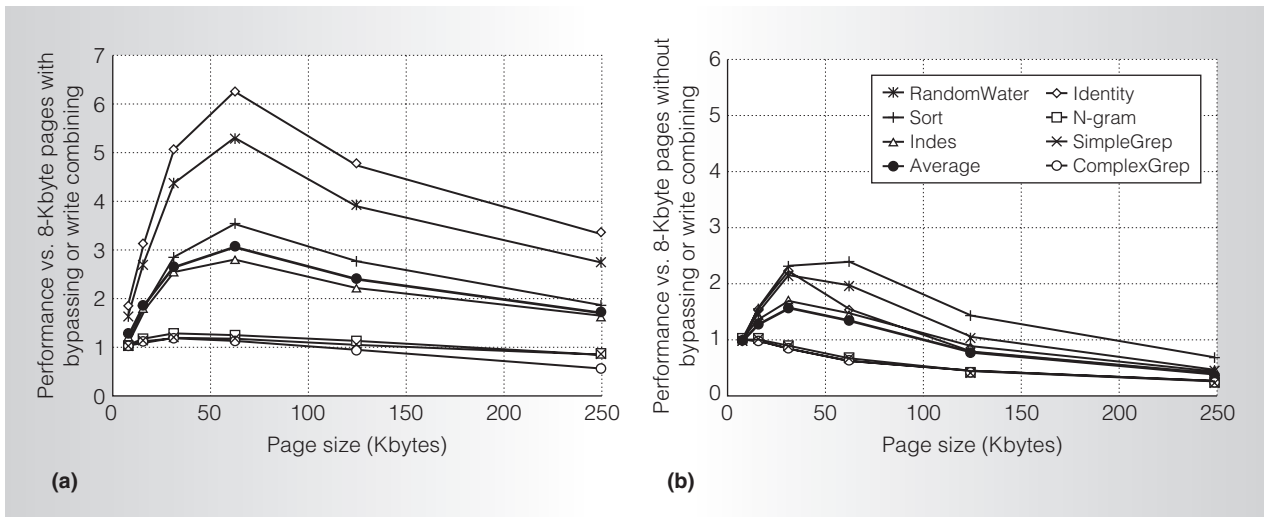 Performance vs. 8-Kbyte pages with
bypassing or write combining
7
6
5
4
3
2
1
0
0 50 100 150 200 250
Page size (Kbytes)
(a)
Performance vs. 8-Kbyte pages without
bypassing or write combining
6
5
4
3
2
1
0
0 50 100 150 200 250
Page size (Kbytes)
RandomWater Identity
Sort N-gram
Indes SimpleGrep
Average ComplexGrep
(b)